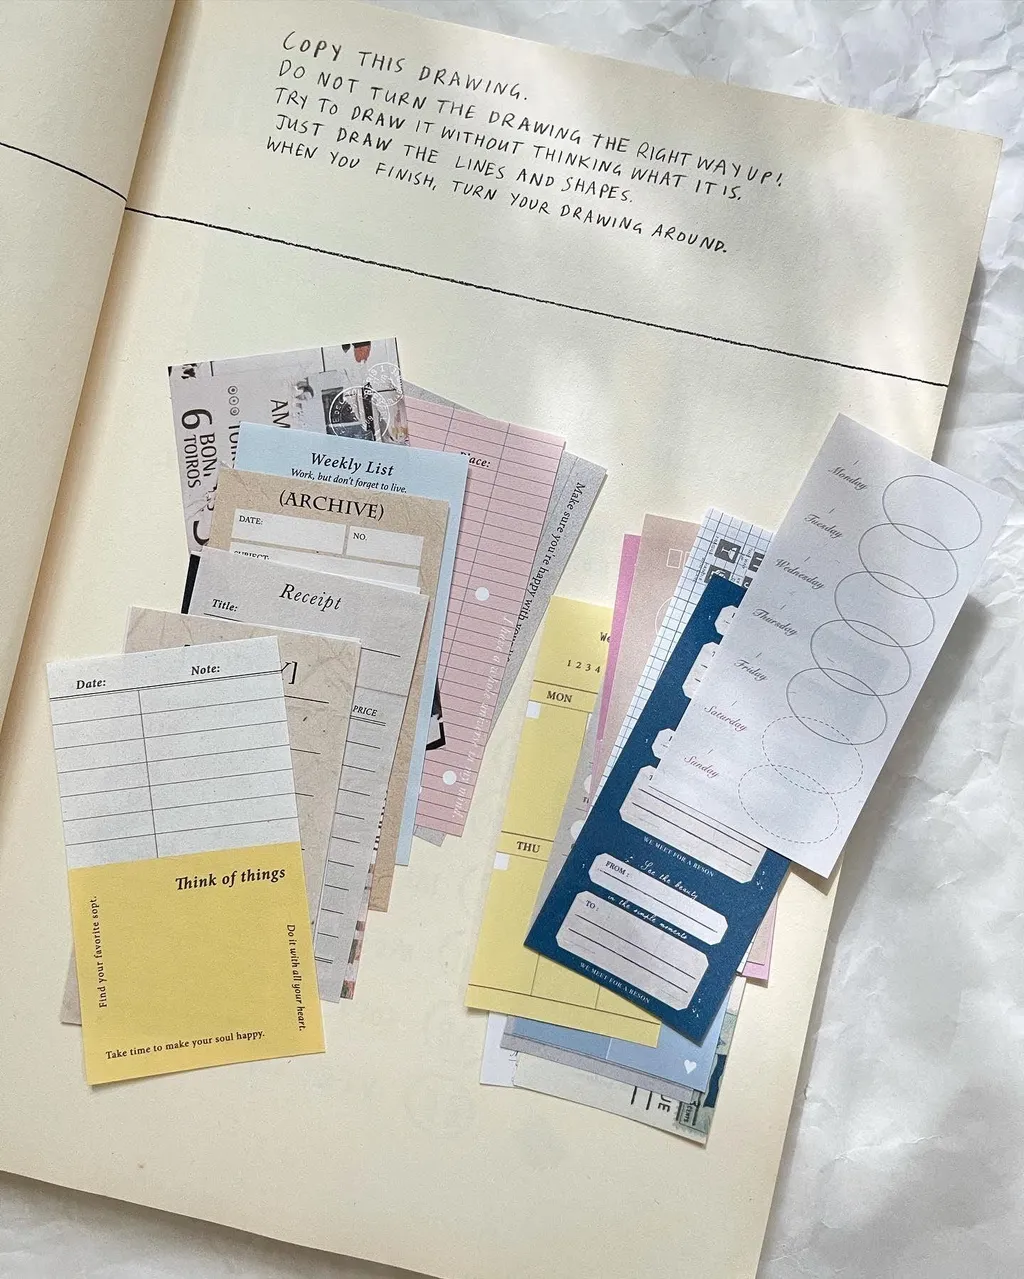 COPY THIS DRAWING.
DO NOT TURN THE DRAWING THE RIGHT WAY UP!
TRY TO DRAW IT WITHOUT THINKING WHAT IT IS.
JUST DRAW THE LINES AND SHAPES.
WHEN YOU FINISH, TURN YOUR DRAWING AROUND.
6
BON
TOIROS
AM
Weekly List
Work, but don't forget to live.
(ARCHIVE)
DATE:
NO.
SUBJECT:
Receipt
Title:
PRICE
Date:
Note:
Think of things
Find your favorite sopt.
Do it with all your heart.
Take time to make your soul happy.
Make sure you're happy with
1 2 3 4
MON
THU
WE MEET FOR A RESON
FROM:
See the beauty
in the simple moments
TO:
WE MEET FOR A RESON
Monday
Tuesday
Wednesday
Thursday
Friday
Saturday
Sunday